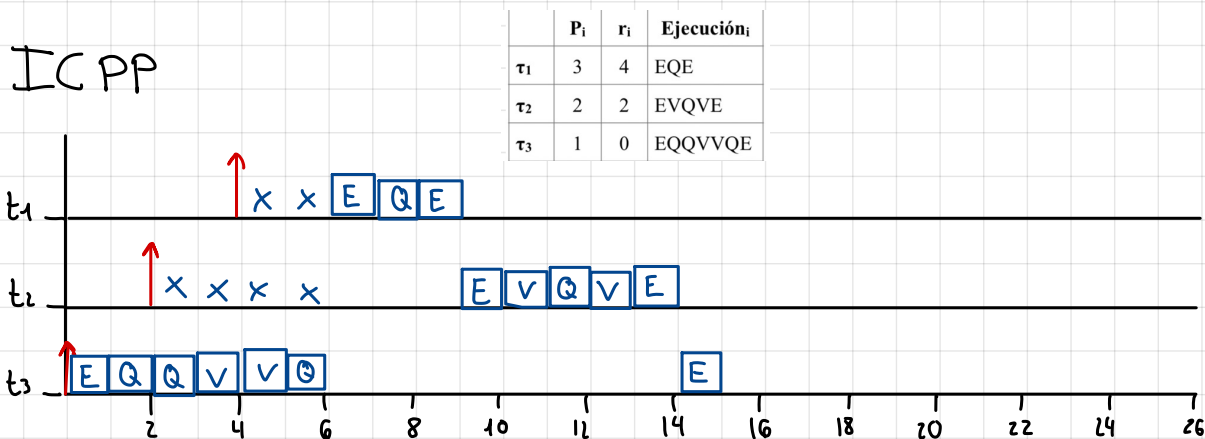 Pᵢ rᵢ Ejecuciónᵢ
τ₁ 3 4 EQE
τ₂ 2 2 EVQVE
τ₃ 1 0 EQQVVQE
ICPP
t1 x x E Q E
t2 x x x x E V Q V E
t3 E Q Q V V Q E
2 4 6 8 10 12 14 16 18 20 22 24 26